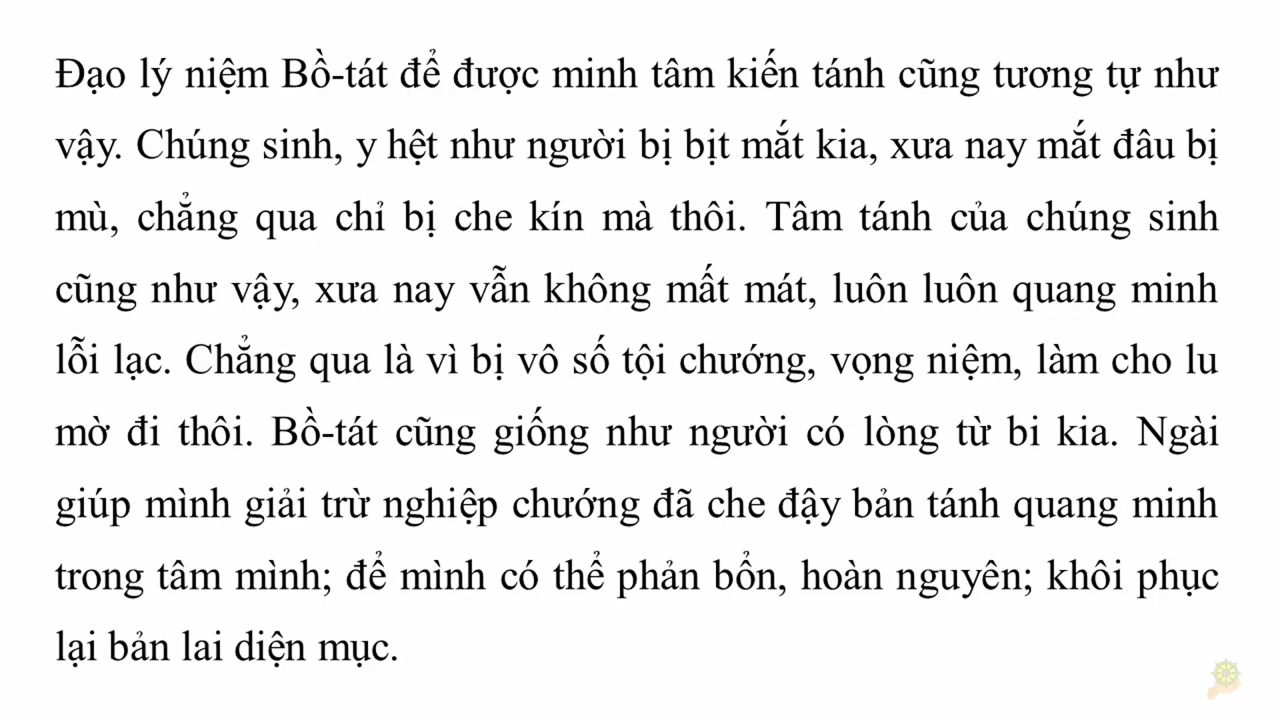 Đạo lý niệm Bồ-tát để được minh tâm kiến tánh cũng tương tự như
vậy. Chúng sinh, y hệt như người bị bịt mắt kia, xưa nay mắt đâu bị
mù, chẳng qua chỉ bị che kín mà thôi. Tâm tánh của chúng sinh
cũng như vậy, xưa nay vẫn không mất mát, luôn luôn quang minh
lỗi lạc. Chẳng qua là vì bị vô số tội chướng, vọng niệm, làm cho lu
mờ đi thôi. Bồ-tát cũng giống như người có lòng từ bi kia. Ngài
giúp mình giải trừ nghiệp chướng đã che đậy bản tánh quang minh
trong tâm mình; để mình có thể phản bổn, hoàn nguyên; khôi phục
lại bản lai diện mục.